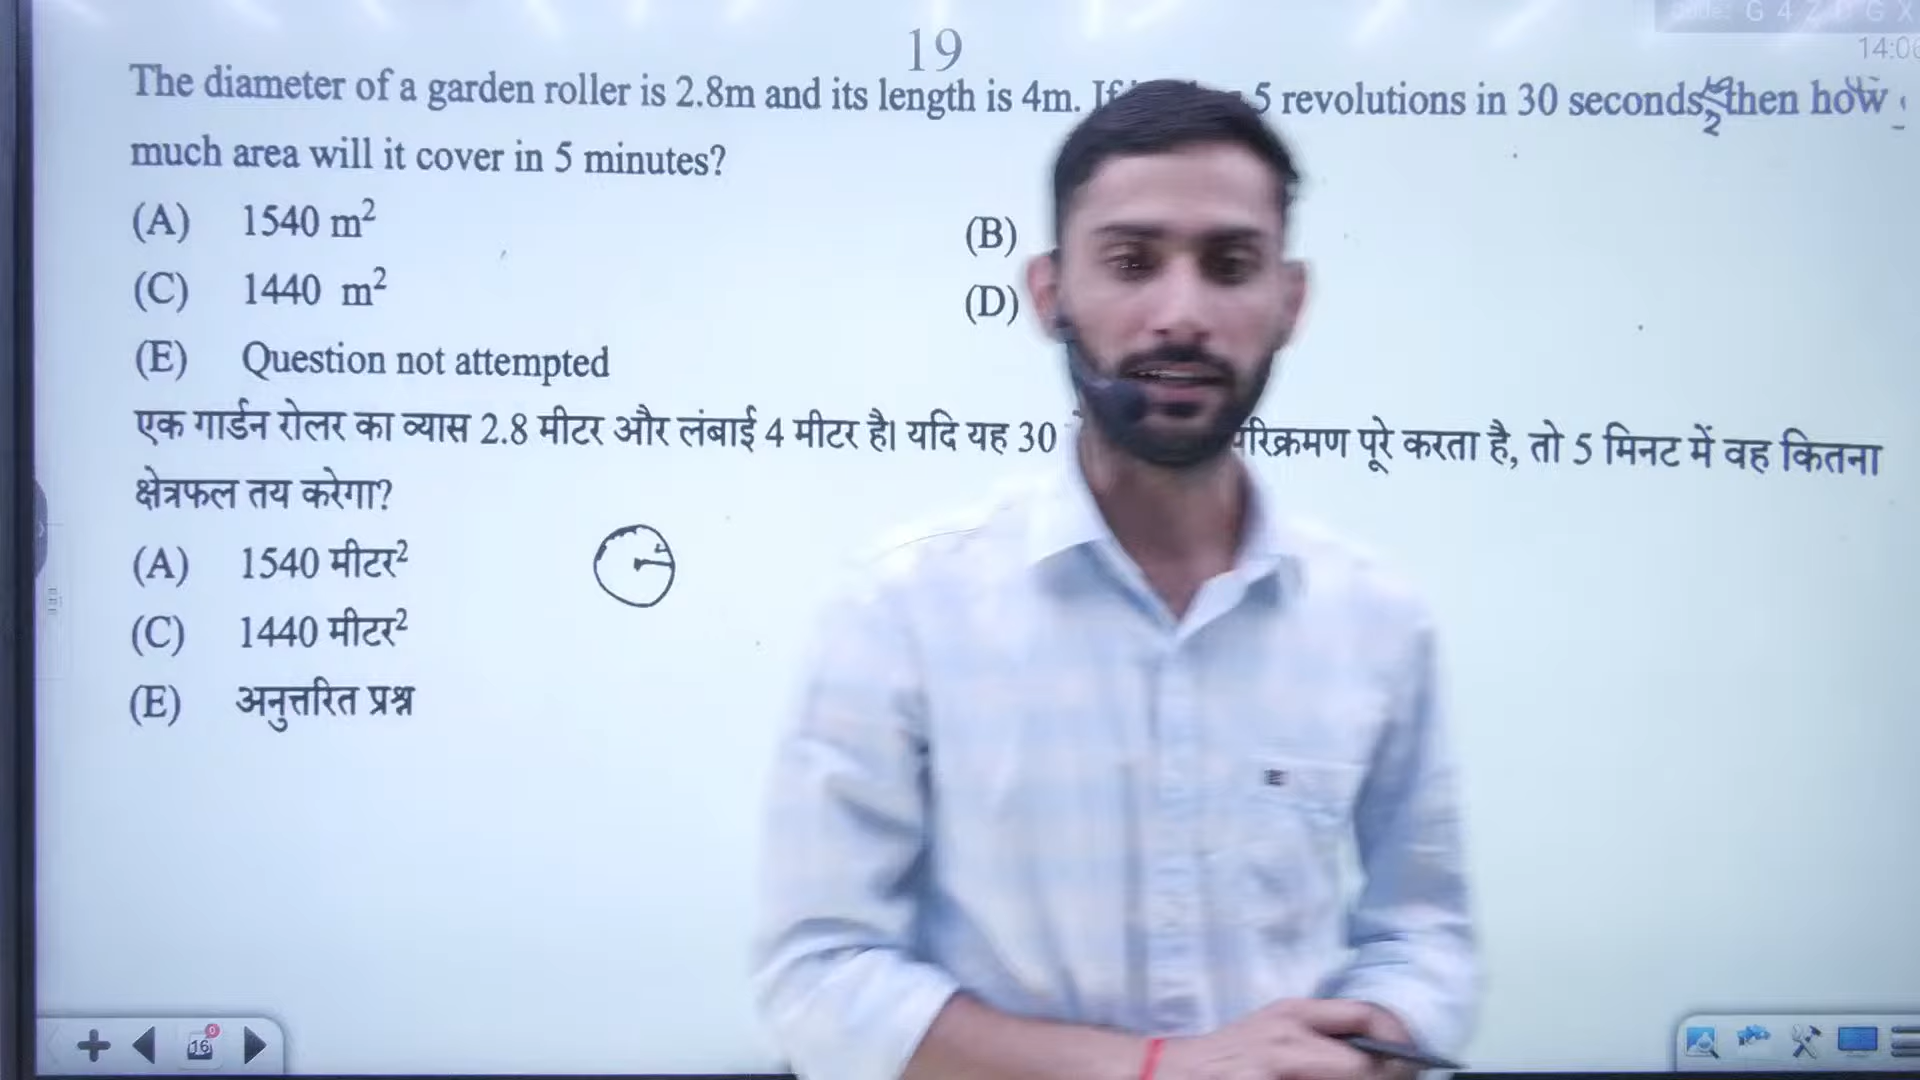 G 4 Z
G X
14:06
19
The diameter of a garden roller is 2.8m and its length is 4m. If 5 revolutions in 30 seconds, then how
much area will it cover in 5 minutes?
(A) 1540 m²
(B)
(C) 1440 m²
(D)
(E) Question not attempted
एक गार्डन रोलर का व्यास 2.8 मीटर और लंबाई 4 मीटर है। यदि यह 30 परिक्रमण पूरे करता है, तो 5 मिनट में वह कितना
क्षेत्रफल तय करेगा?
(A) 1540 मीटर²
(C) 1440 मीटर²
(E) अनुत्तरित प्रश्न
16